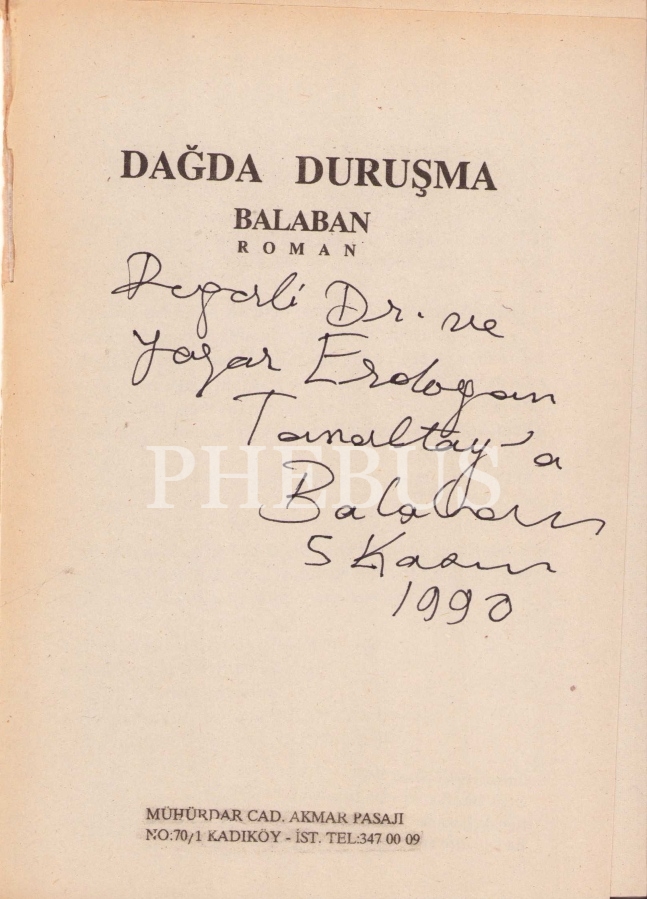 DAĞDA DURUŞMA
BALABAN
ROMAN
Değerli Dr. ve
yazar Erdoğan
Tanaltay'a
PHEBUS
Balaban
5 Kasım
1990
MÜHÜRDAR CAD. AKMAR PASAJI
NO:70/1 KADIKÖY - İST. TEL:347 00 09